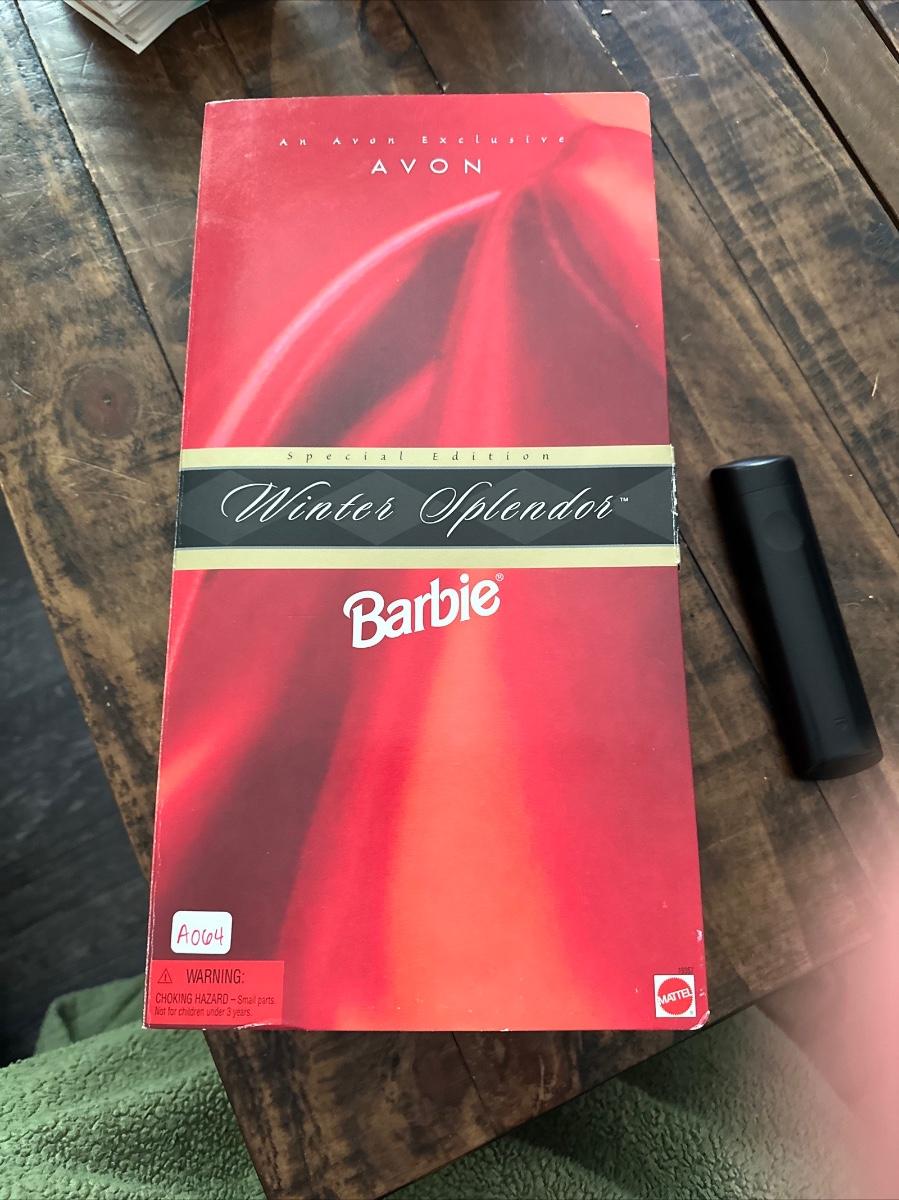 An Avon Exclusive
AVON
Special Edition
Winter Splendor™
Barbie®
A064
⚠ WARNING:
CHOKING HAZARD – Small parts.
Not for children under 3 years.
MATTEL
®